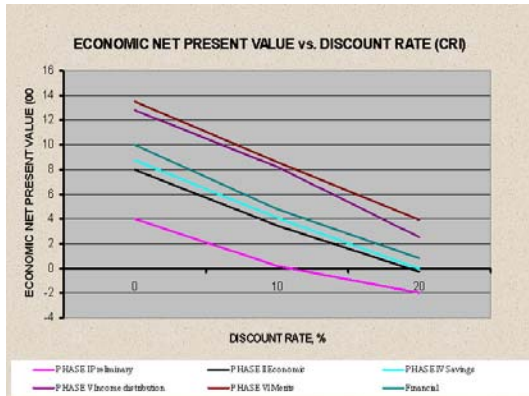 ECONOMIC NET PRESENT VALUE vs. DISCOUNT RATE (CRI)
ECONOMIC NET PRESENT VALUE (00
16
14
12
10
8
6
4
2
0
-2
-4
0 10 20
DISCOUNT RATE, %
PHASE I Preliminary PHASE II Economic PHASE IV Savings
PHASE V Income distribution PHASE VI Merits Financial